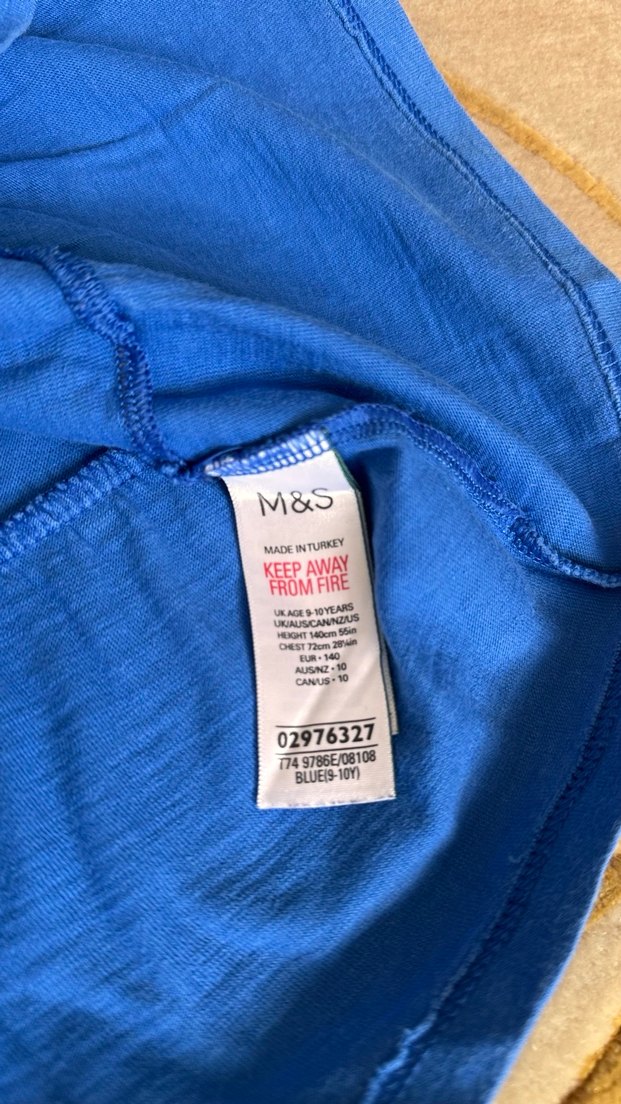 M&S
MADE IN TURKEY
KEEP AWAY
FROM FIRE
UK AGE 9-10 YEARS
UK/AUS/CAN/NZ/US
HEIGHT 140cm 55in
CHEST 72cm 28¼in
EUR • 140
AUS/NZ • 10
CAN/US • 10
02976327
T74 9786E/08108
BLUE(9-10Y)